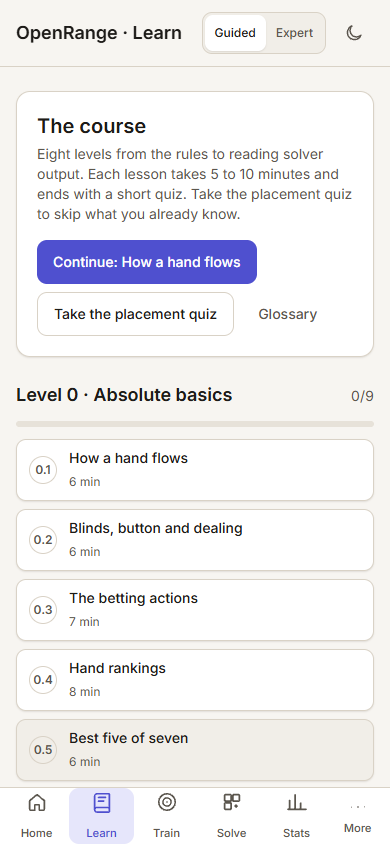 OpenRange · Learn
Guided
Expert
The course
Eight levels from the rules to reading solver
output. Each lesson takes 5 to 10 minutes and
ends with a short quiz. Take the placement quiz
to skip what you already know.
Continue: How a hand flows
Take the placement quiz
Glossary
Level 0 · Absolute basics
0/9
0.1
How a hand flows
6 min
0.2
Blinds, button and dealing
6 min
0.3
The betting actions
7 min
0.4
Hand rankings
8 min
0.5
Best five of seven
6 min
Home
Learn
Train
Solve
Stats
More